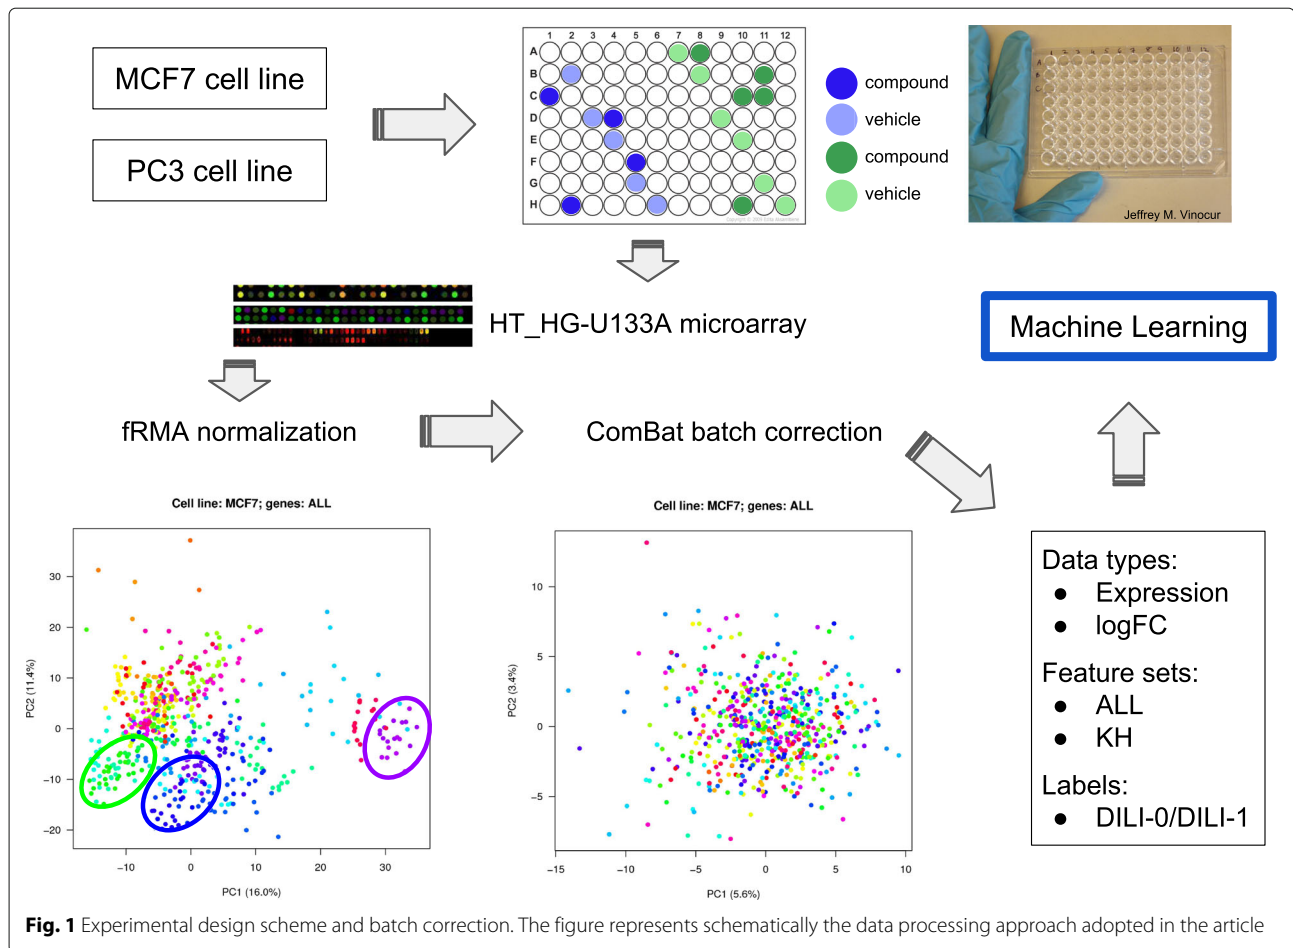 MCF7 cell line
PC3 cell line
1 2 3 4 5 6 7 8 9 10 11 12
A
B
C
D
E
F
G
H
compound
vehicle
compound
vehicle
Jeffrey M. Vinocur
HT_HG-U133A microarray
Machine Learning
fRMA normalization
ComBat batch correction
Cell line: MCF7; genes: ALL
PC2 (11.4%)
30
20
10
0
−10
−20
−10 0 10 20 30
PC1 (16.0%)
Cell line: MCF7; genes: ALL
PC2 (3.4%)
10
5
0
−5
−15 −10 −5 0 5 10
PC1 (5.6%)
Data types:
● Expression
● logFC
Feature sets:
● ALL
● KH
Labels:
● DILI-0/DILI-1
Fig. 1 Experimental design scheme and batch correction. The figure represents schematically the data processing approach adopted in the article